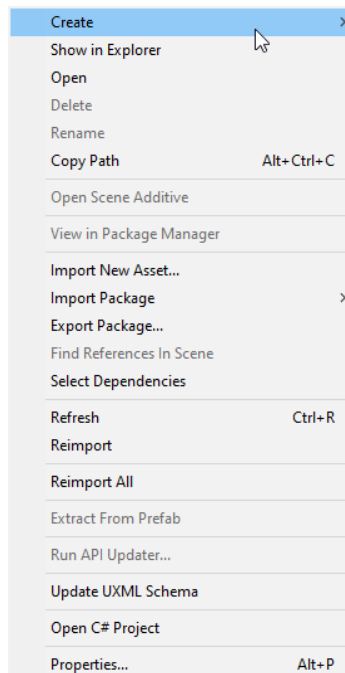 Create
Show in Explorer
Open
Delete
Rename
Copy Path Alt+Ctrl+C
Open Scene Additive
View in Package Manager
Import New Asset...
Import Package
Export Package...
Find References In Scene
Select Dependencies
Refresh Ctrl+R
Reimport
Reimport All
Extract From Prefab
Run API Updater...
Update UXML Schema
Open C# Project
Properties... Alt+P